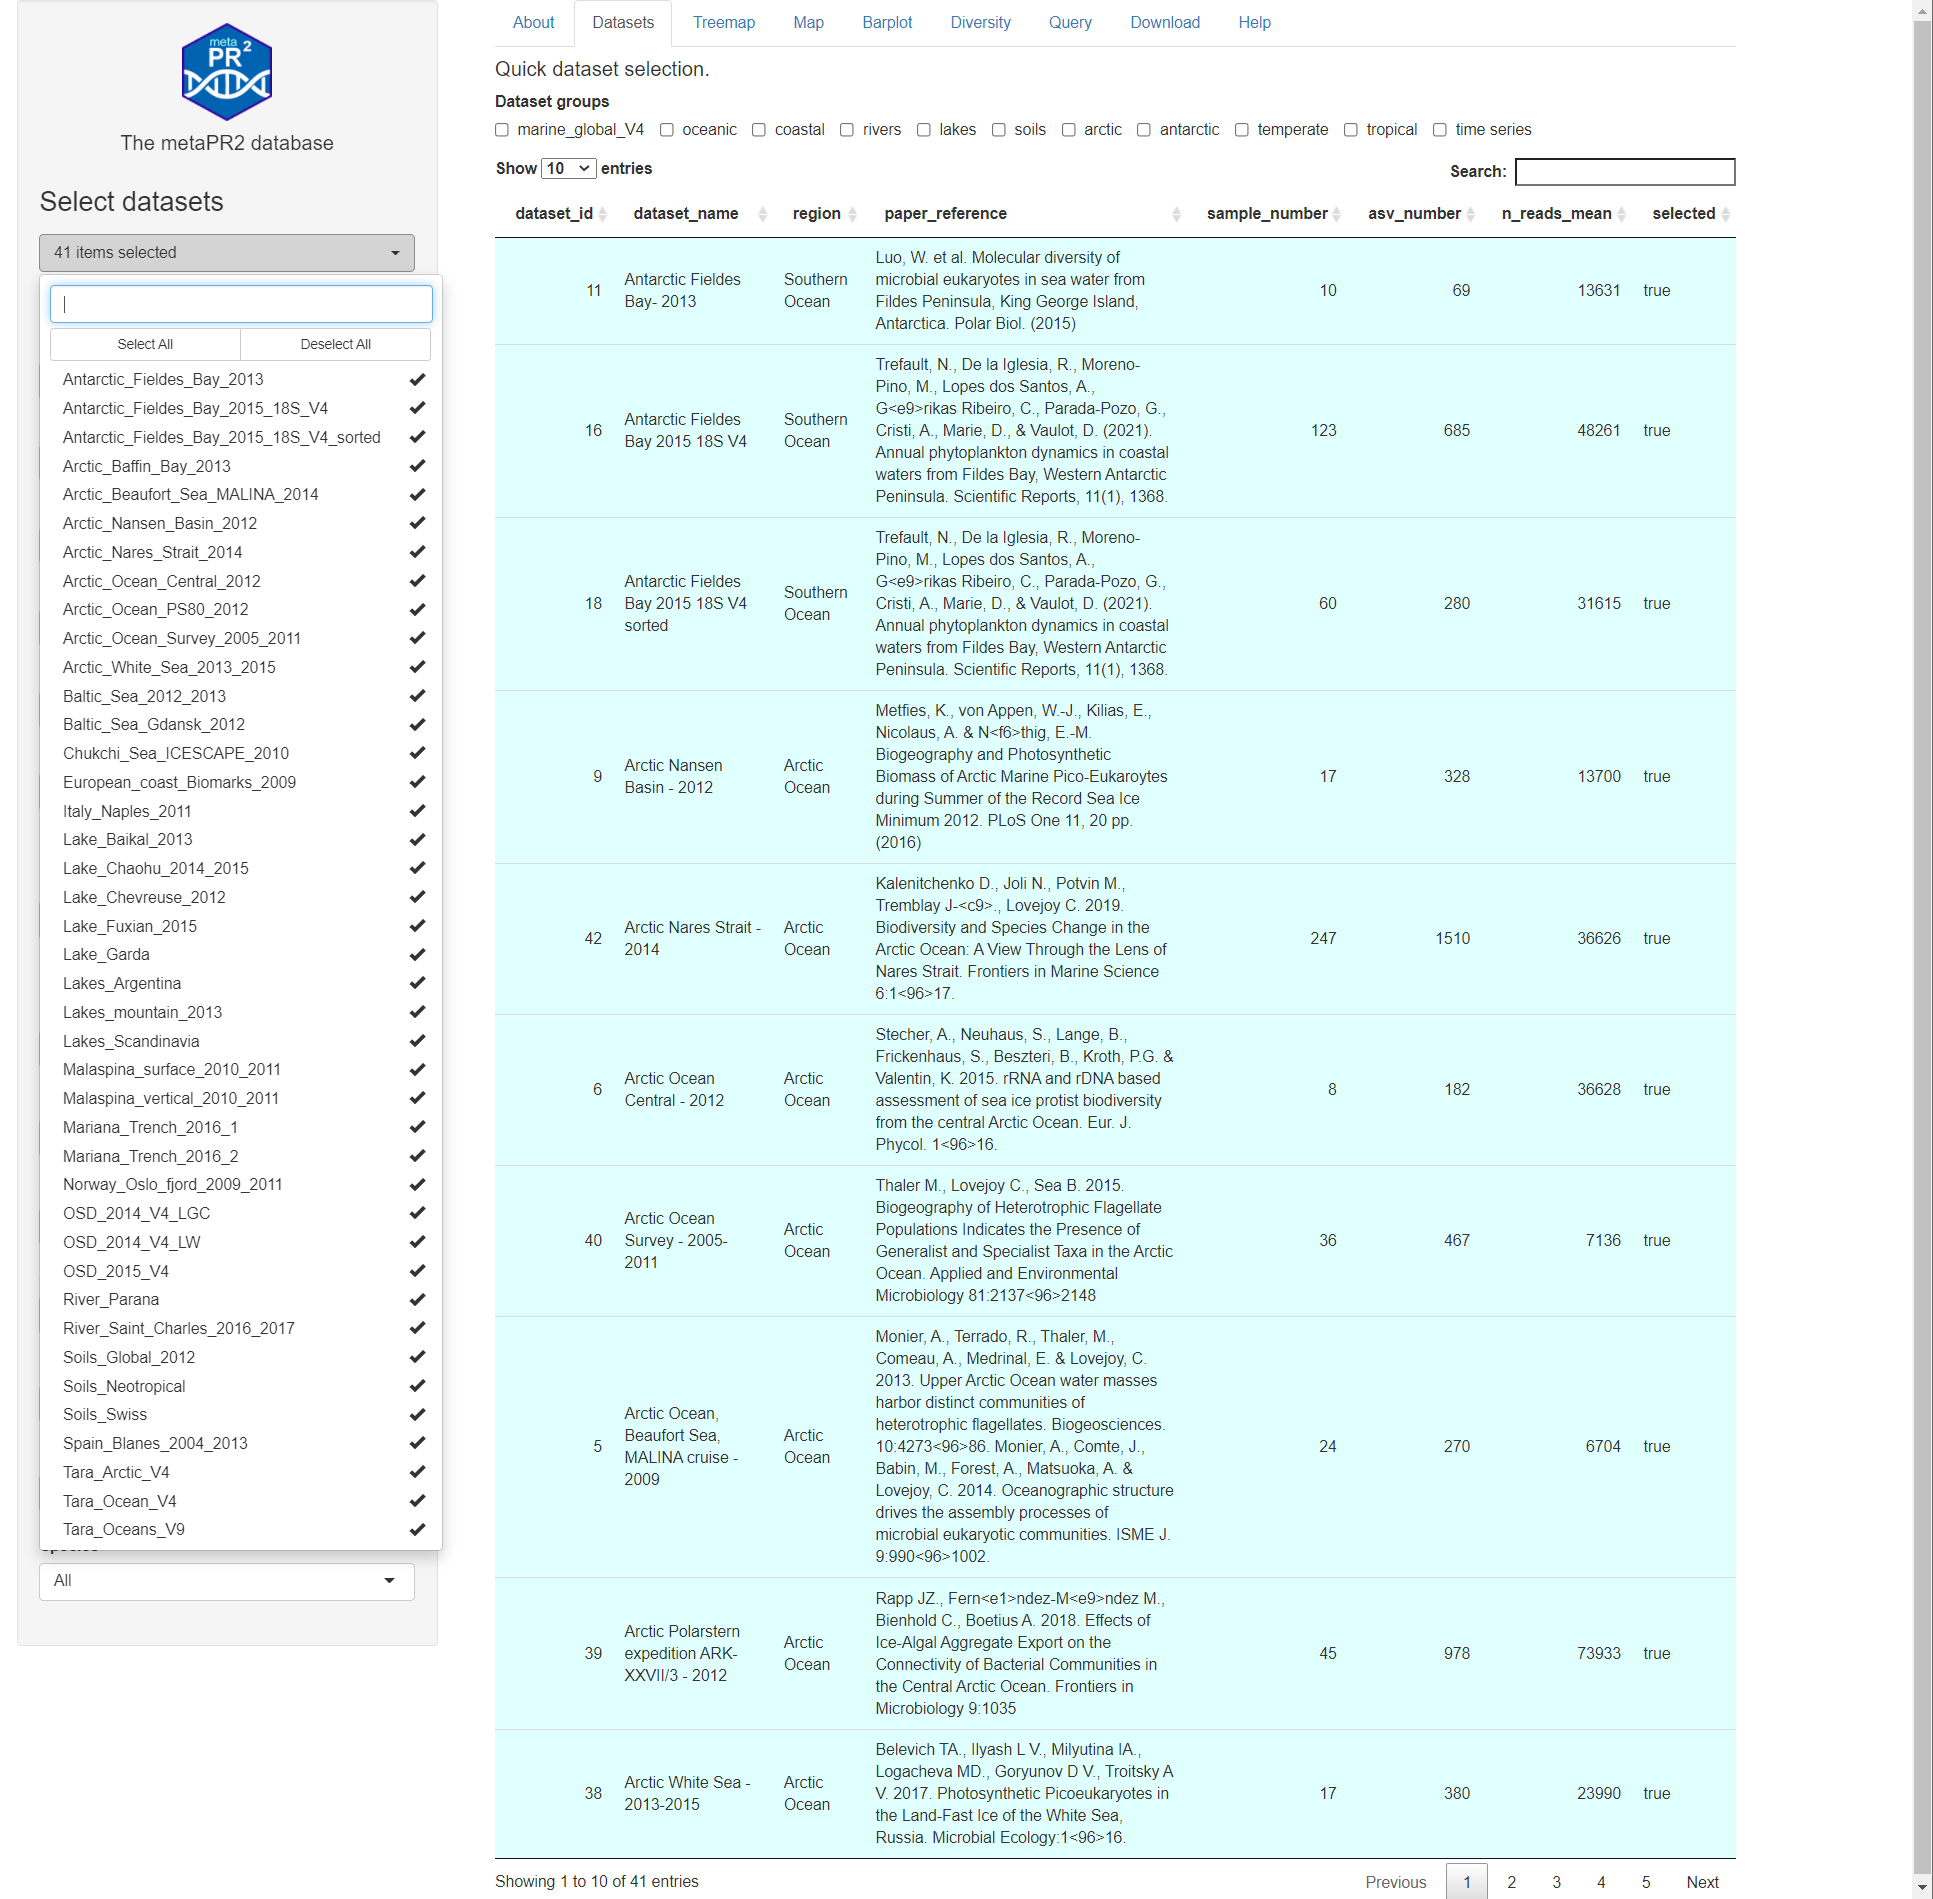 meta
PR2
The metaPR2 database
Select datasets
41 items selected
Select All
Deselect All
Antarctic_Fieldes_Bay_2013
Antarctic_Fieldes_Bay_2015_18S_V4
Antarctic_Fieldes_Bay_2015_18S_V4_sorted
Arctic_Baffin_Bay_2013
Arctic_Beaufort_Sea_MALINA_2014
Arctic_Nansen_Basin_2012
Arctic_Nares_Strait_2014
Arctic_Ocean_Central_2012
Arctic_Ocean_PS80_2012
Arctic_Ocean_Survey_2005_2011
Arctic_White_Sea_2013_2015
Baltic_Sea_2012_2013
Baltic_Sea_Gdansk_2012
Chukchi_Sea_ICESCAPE_2010
European_coast_Biomarks_2009
Italy_Naples_2011
Lake_Baikal_2013
Lake_Chaohu_2014_2015
Lake_Chevreuse_2012
Lake_Fuxian_2015
Lake_Garda
Lakes_Argentina
Lakes_mountain_2013
Lakes_Scandinavia
Malaspina_surface_2010_2011
Malaspina_vertical_2010_2011
Mariana_Trench_2016_1
Mariana_Trench_2016_2
Norway_Oslo_fjord_2009_2011
OSD_2014_V4_LGC
OSD_2014_V4_LW
OSD_2015_V4
River_Parana
River_Saint_Charles_2016_2017
Soils_Global_2012
Soils_Neotropical
Soils_Swiss
Spain_Blanes_2004_2013
Tara_Arctic_V4
Tara_Ocean_V4
Tara_Oceans_V9
All
About Datasets Treemap Map Barplot Diversity Query Download Help
Quick dataset selection.
Dataset groups
marine_global_V4 oceanic coastal rivers lakes soils arctic antarctic temperate tropical time series
Show 10 entries
Search:
dataset_id dataset_name region paper_reference sample_number asv_number n_reads_mean selected
11
Antarctic Fieldes
Bay- 2013
Southern
Ocean
Luo, W. et al. Molecular diversity of
microbial eukaryotes in sea water from
Fildes Peninsula, King George Island,
Antarctica. Polar Biol. (2015)
10 69 13631 true
16
Antarctic Fieldes
Bay 2015 18S V4
Southern
Ocean
Trefault, N., De la Iglesia, R., Moreno-
Pino, M., Lopes dos Santos, A.,
G<e9>rikas Ribeiro, C., Parada-Pozo, G.,
Cristi, A., Marie, D., & Vaulot, D. (2021).
Annual phytoplankton dynamics in coastal
waters from Fildes Bay, Western Antarctic
Peninsula. Scientific Reports, 11(1), 1368.
123 685 48261 true
18
Antarctic Fieldes
Bay 2015 18S V4
sorted
Southern
Ocean
Trefault, N., De la Iglesia, R., Moreno-
Pino, M., Lopes dos Santos, A.,
G<e9>rikas Ribeiro, C., Parada-Pozo, G.,
Cristi, A., Marie, D., & Vaulot, D. (2021).
Annual phytoplankton dynamics in coastal
waters from Fildes Bay, Western Antarctic
Peninsula. Scientific Reports, 11(1), 1368.
60 280 31615 true
9
Arctic Nansen
Basin - 2012
Arctic
Ocean
Metfies, K., von Appen, W.-J., Kilias, E.,
Nicolaus, A. & N<f6>thig, E.-M.
Biogeography and Photosynthetic
Biomass of Arctic Marine Pico-Eukaroytes
during Summer of the Record Sea Ice
Minimum 2012. PLoS One 11, 20 pp.
(2016)
17 328 13700 true
42
Arctic Nares Strait -
2014
Arctic
Ocean
Kalenitchenko D., Joli N., Potvin M.,
Tremblay J-<c9>., Lovejoy C. 2019.
Biodiversity and Species Change in the
Arctic Ocean: A View Through the Lens of
Nares Strait. Frontiers in Marine Science
6:1<96>17.
247 1510 36626 true
6
Arctic Ocean
Central - 2012
Arctic
Ocean
Stecher, A., Neuhaus, S., Lange, B.,
Frickenhaus, S., Beszteri, B., Kroth, P.G. &
Valentin, K. 2015. rRNA and rDNA based
assessment of sea ice protist biodiversity
from the central Arctic Ocean. Eur. J.
Phycol. 1<96>16.
8 182 36628 true
40
Arctic Ocean
Survey - 2005-
2011
Arctic
Ocean
Thaler M., Lovejoy C., Sea B. 2015.
Biogeography of Heterotrophic Flagellate
Populations Indicates the Presence of
Generalist and Specialist Taxa in the Arctic
Ocean. Applied and Environmental
Microbiology 81:2137<96>2148
36 467 7136 true
5
Arctic Ocean,
Beaufort Sea,
MALINA cruise -
2009
Arctic
Ocean
Monier, A., Terrado, R., Thaler, M.,
Comeau, A., Medrinal, E. & Lovejoy, C.
2013. Upper Arctic Ocean water masses
harbor distinct communities of
heterotrophic flagellates. Biogeosciences.
10:4273<96>86. Monier, A., Comte, J.,
Babin, M., Forest, A., Matsuoka, A. &
Lovejoy, C. 2014. Oceanographic structure
drives the assembly processes of
microbial eukaryotic communities. ISME J.
9:990<96>1002.
24 270 6704 true
39
Arctic Polarstern
expedition ARK-
XXVII/3 - 2012
Arctic
Ocean
Rapp JZ., Fern<e1>ndez-M<e9>ndez M.,
Bienhold C., Boetius A. 2018. Effects of
Ice-Algal Aggregate Export on the
Connectivity of Bacterial Communities in
the Central Arctic Ocean. Frontiers in
Microbiology 9:1035
45 978 73933 true
38
Arctic White Sea -
2013-2015
Arctic
Ocean
Belevich TA., Ilyash L V., Milyutina IA.,
Logacheva MD., Goryunov D V., Troitsky A
V. 2017. Photosynthetic Picoeukaryotes in
the Land-Fast Ice of the White Sea,
Russia. Microbial Ecology:1<96>16.
17 380 23990 true
Showing 1 to 10 of 41 entries
Previous 1 2 3 4 5 Next